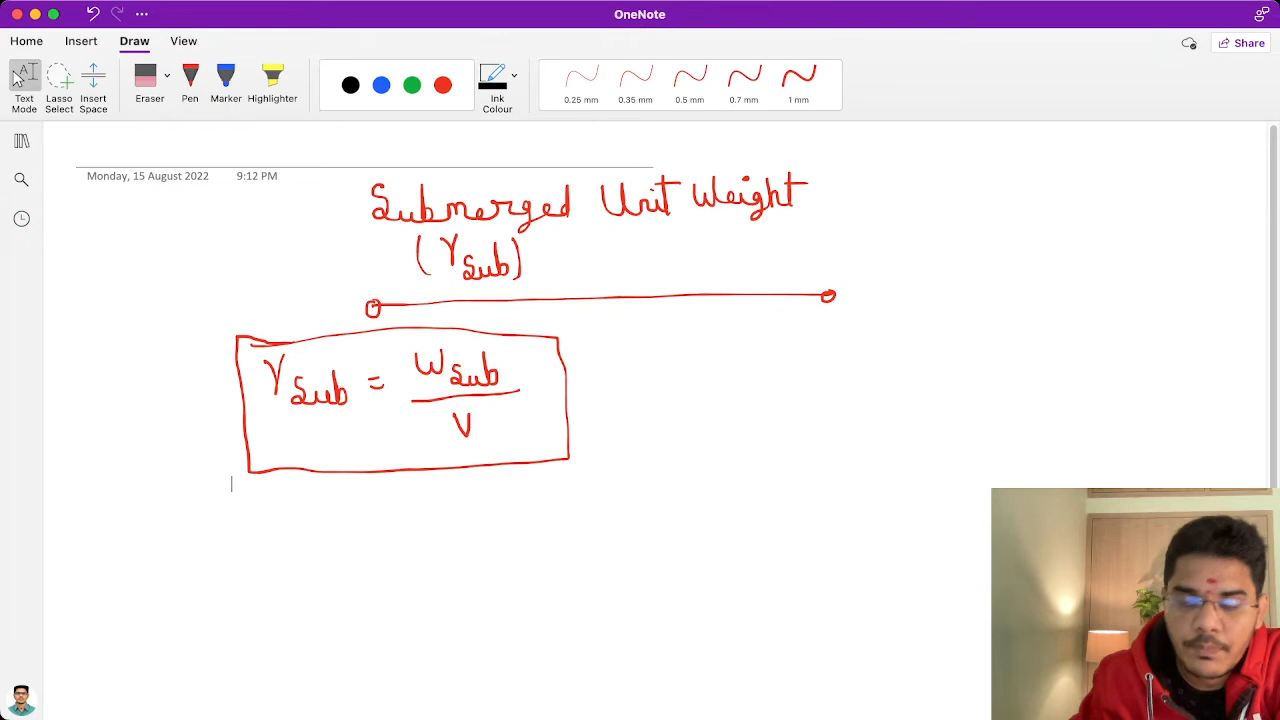 OneNote
Home Insert Draw View
Share
Text Mode
Lasso Select
Insert Space
Eraser
Pen
Marker
Highlighter
Ink Colour
0.25 mm 0.35 mm 0.5 mm 0.7 mm 1 mm
Monday, 15 August 2022 9:12 PM
Submerged Unit Weight
(γSub)
γSub = WSub / V